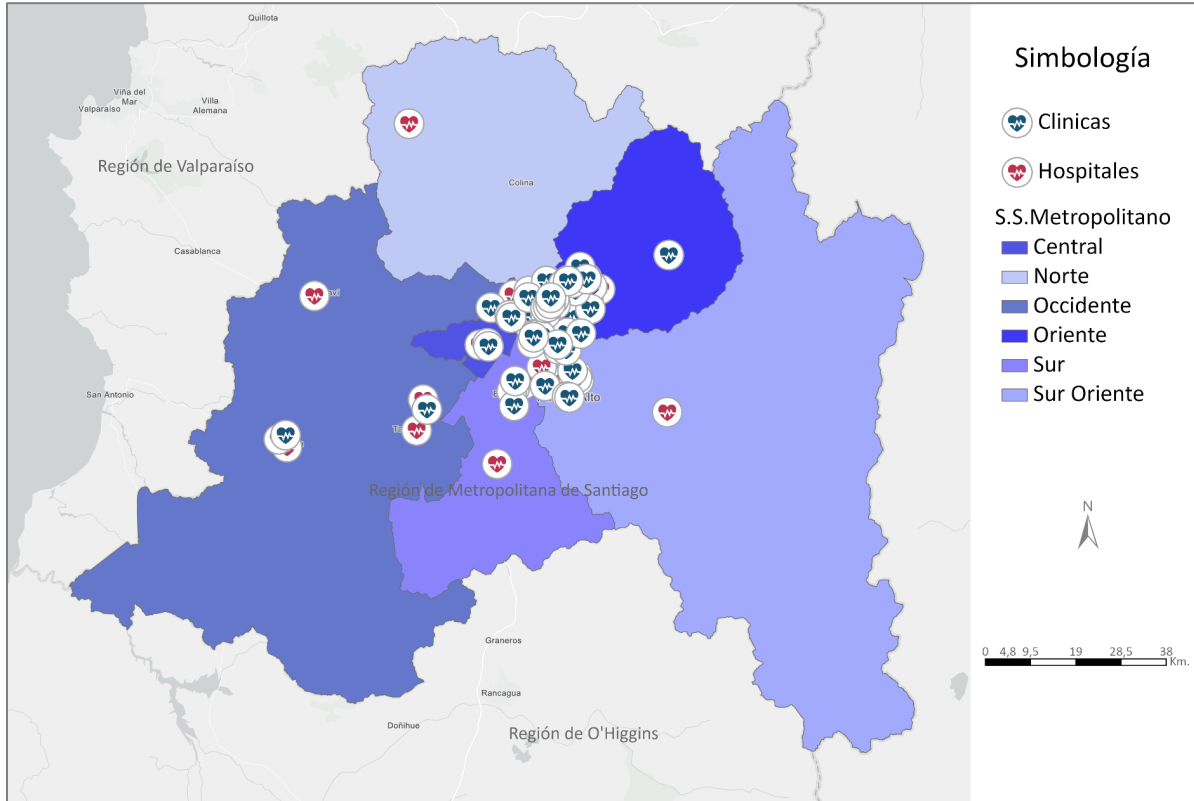 Quillota
Viña del
Mar
Valparaíso
Villa
Alemana
Región de Valparaíso
Colina
Casablanca
San Antonio
Alto
Región de Metropolitana de Santiago
Graneros
Rancagua
Doñihue
Región de O'Higgins
Simbología
Clinicas
Hospitales
S.S.Metropolitano
Central
Norte
Occidente
Oriente
Sur
Sur Oriente
N
0 4,8 9,5 19 28,5 38
Km.